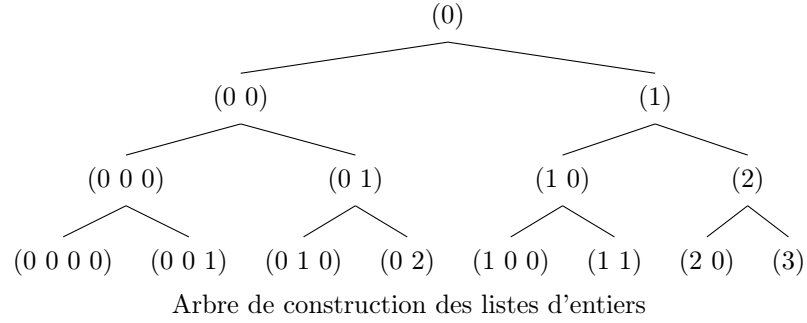 (0)
(0 0) (1)
(0 0 0) (0 1) (1 0) (2)
(0 0 0 0) (0 0 1) (0 1 0) (0 2) (1 0 0) (1 1) (2 0) (3)
Arbre de construction des listes d'entiers